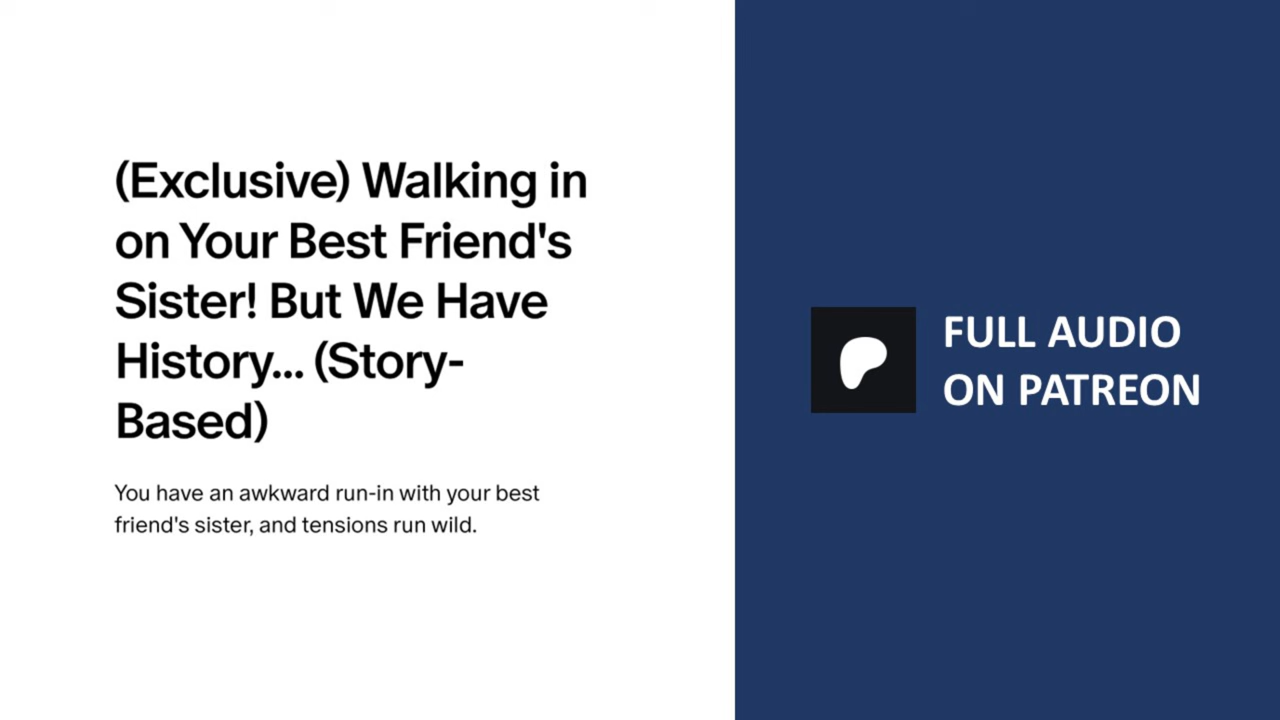 (Exclusive) Walking in
on Your Best Friend's
Sister! But We Have
History... (Story-
Based)
You have an awkward run-in with your best
friend's sister, and tensions run wild.
FULL AUDIO
ON PATREON